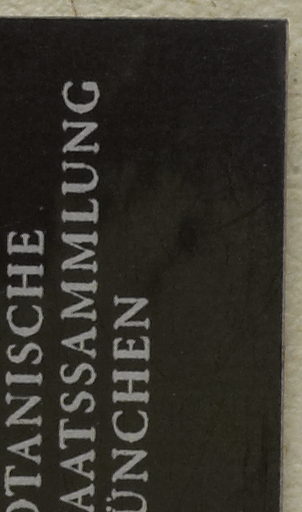 OTANISCHE
AATSSAMMLUNG
ÜNCHEN